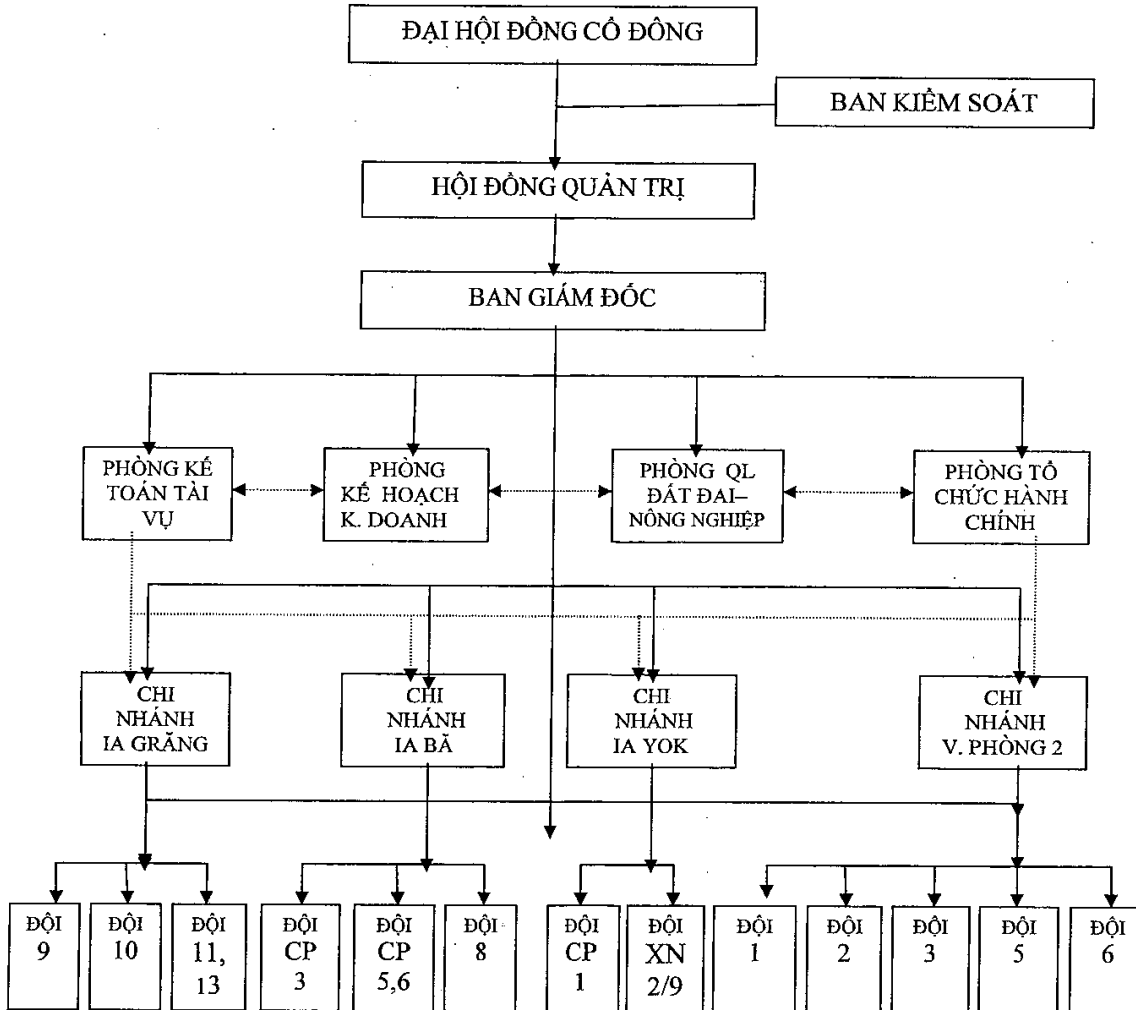 ĐẠI HỘI ĐỒNG CỔ ĐÔNG
BAN KIỂM SOÁT
HỘI ĐỒNG QUẢN TRỊ
BAN GIÁM ĐỐC
PHÒNG KẾ
TOÁN TÀI
VỤ
PHÒNG
KẾ HOẠCH
K. DOANH
PHÒNG QL
ĐẤT ĐAI–
NÔNG NGHIỆP
PHÒNG TỔ
CHỨC HÀNH
CHÍNH
CHI
NHÁNH
IA GRĂNG
CHI
NHÁNH
IA BĂ
CHI
NHÁNH
IA YOK
CHI
NHÁNH
V. PHÒNG 2
ĐỘI
9
ĐỘI
10
ĐỘI
11,
13
ĐỘI
CP
3
ĐỘI
CP
5,6
ĐỘI
8
ĐỘI
CP
1
ĐỘI
XN
2/9
ĐỘI
1
ĐỘI
2
ĐỘI
3
ĐỘI
5
ĐỘI
6